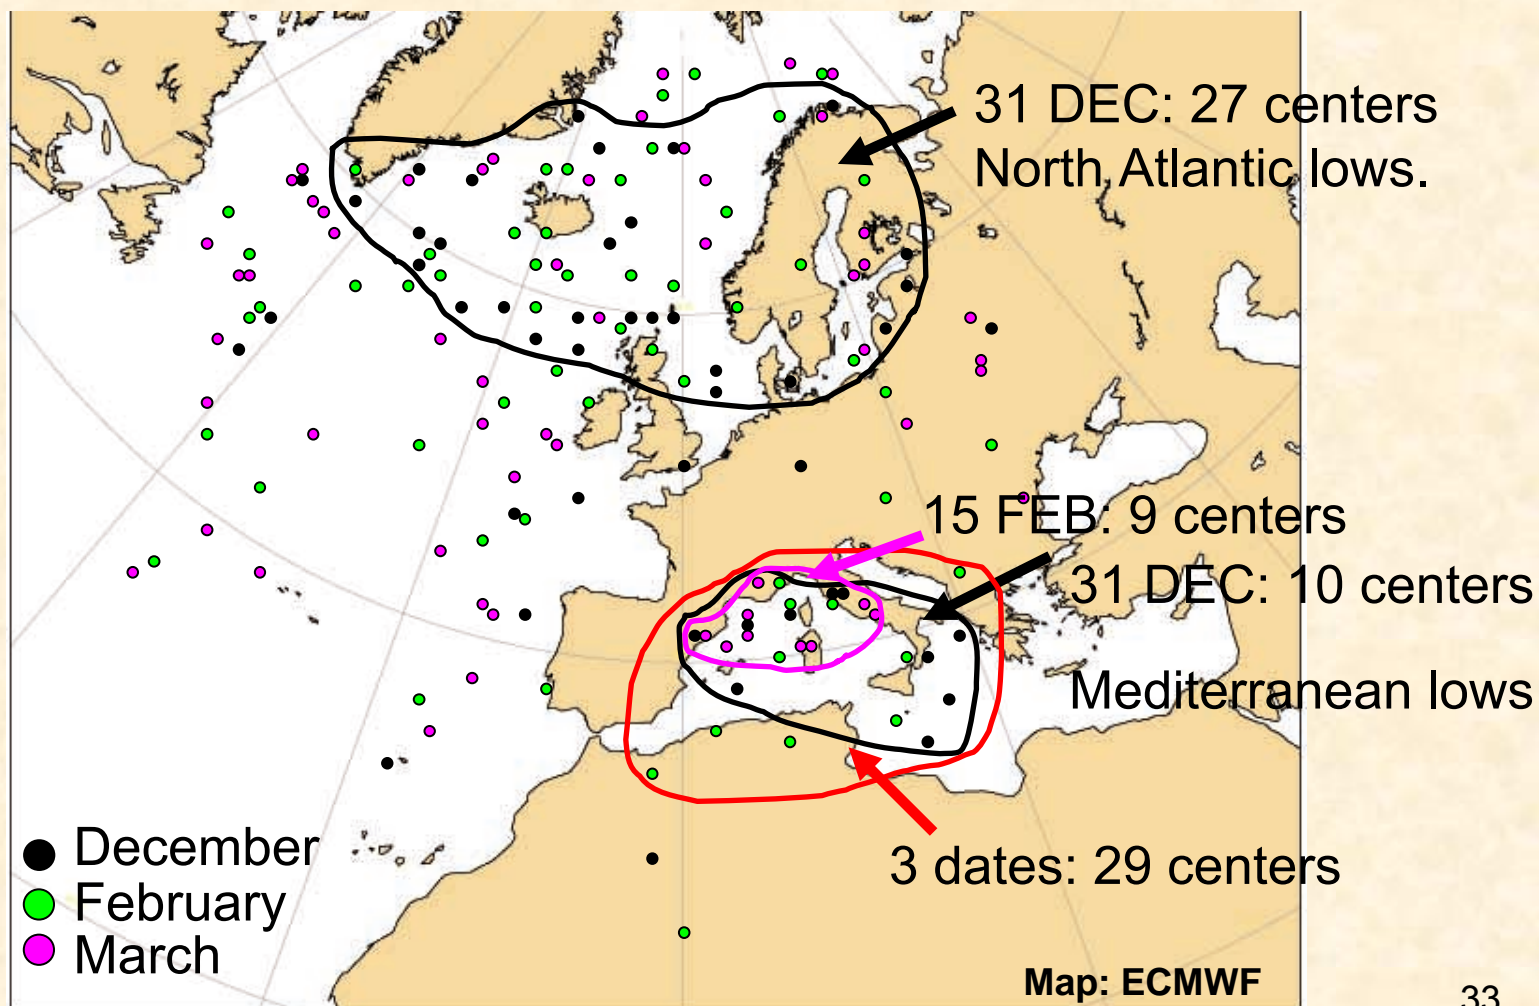 31 DEC: 27 centers
North Atlantic lows.
15 FEB: 9 centers
31 DEC: 10 centers
Mediterranean lows
3 dates: 29 centers
December
February
March
Map: ECMWF
33